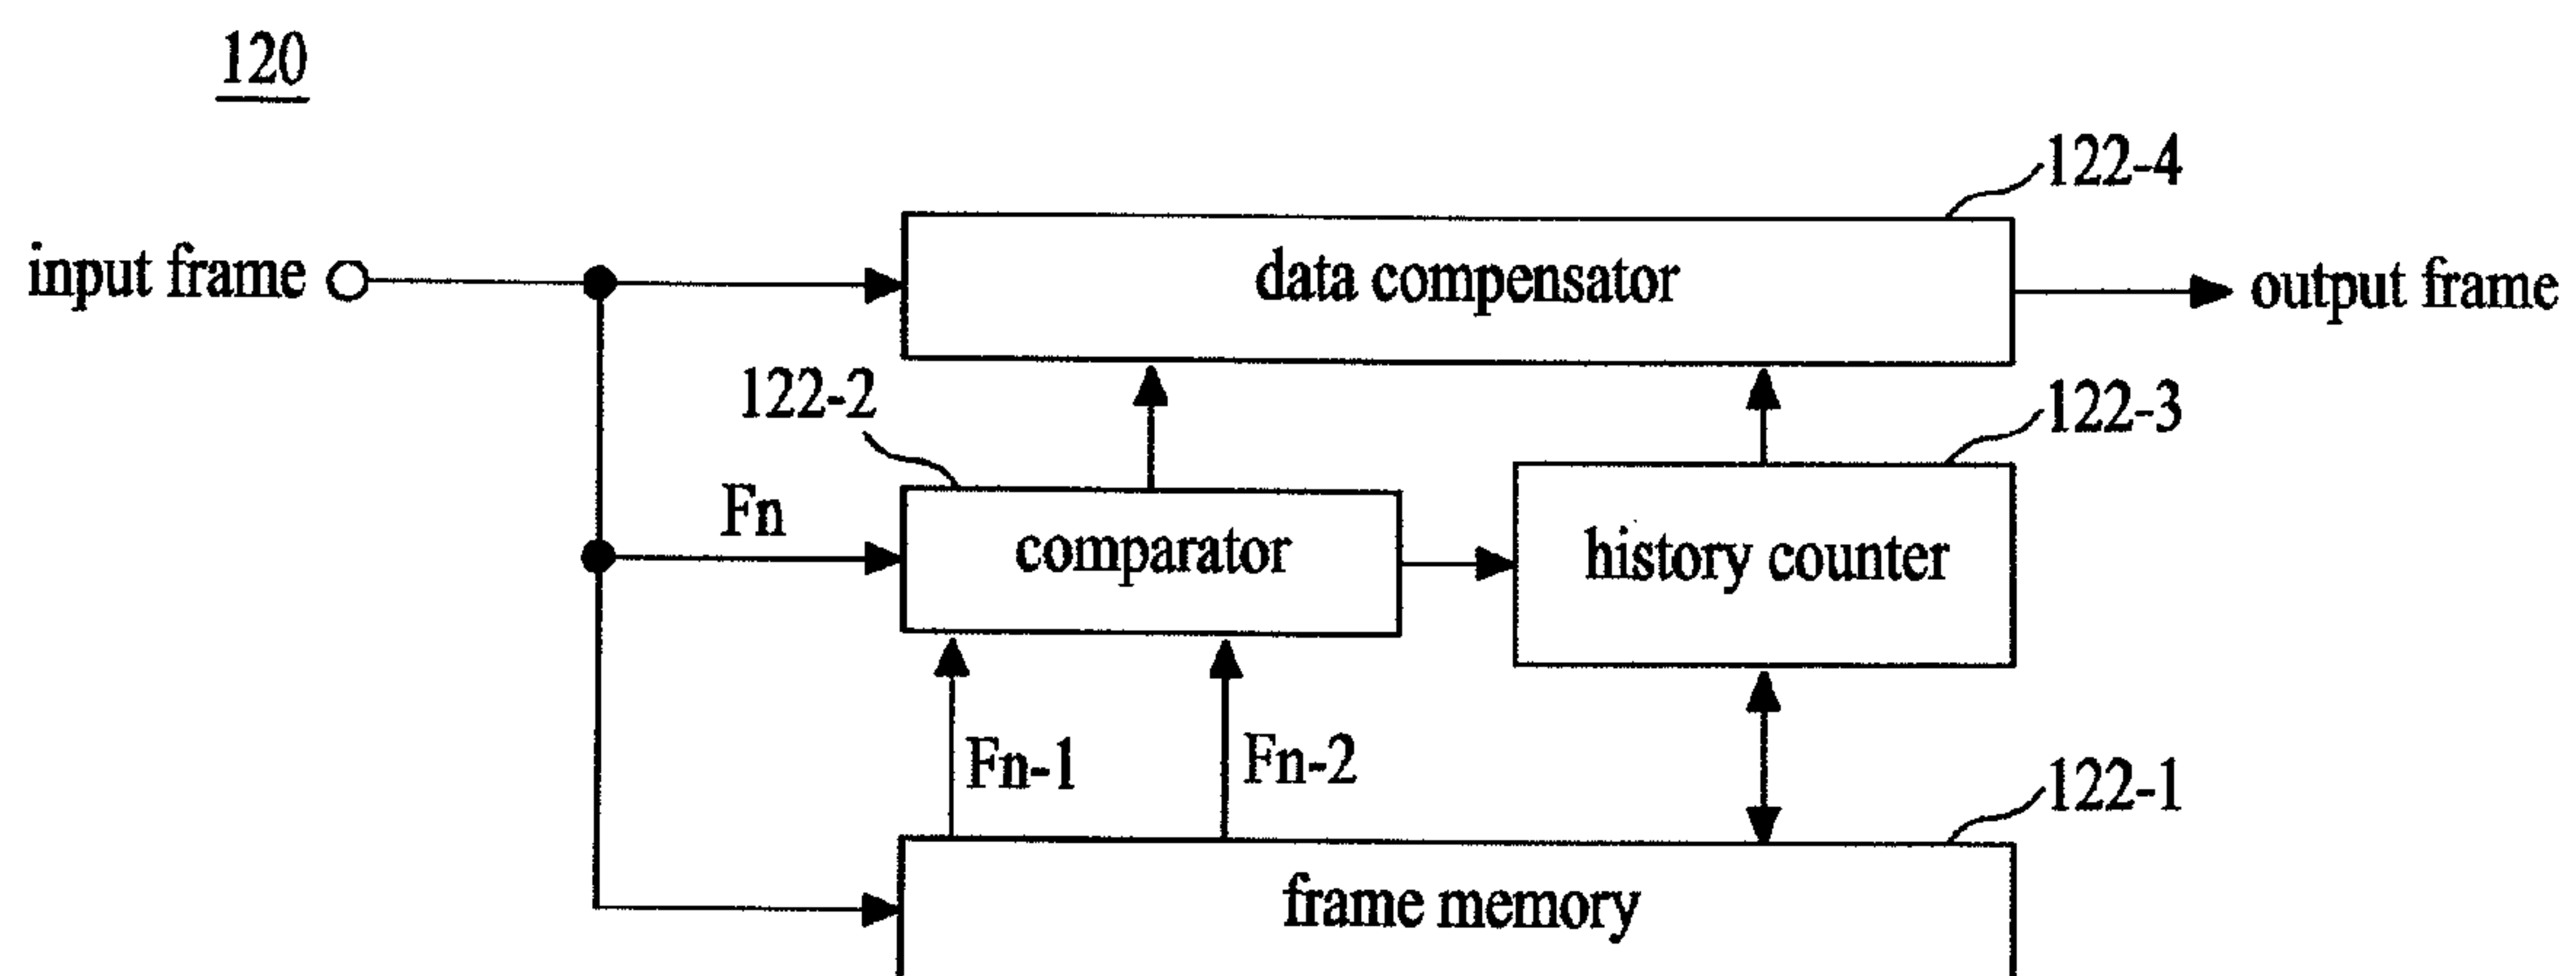 120
122-4
input frame
data compensator
output frame
122-2
122-3
Fn
comparator
history counter
Fn-1
Fn-2
122-1
frame memory